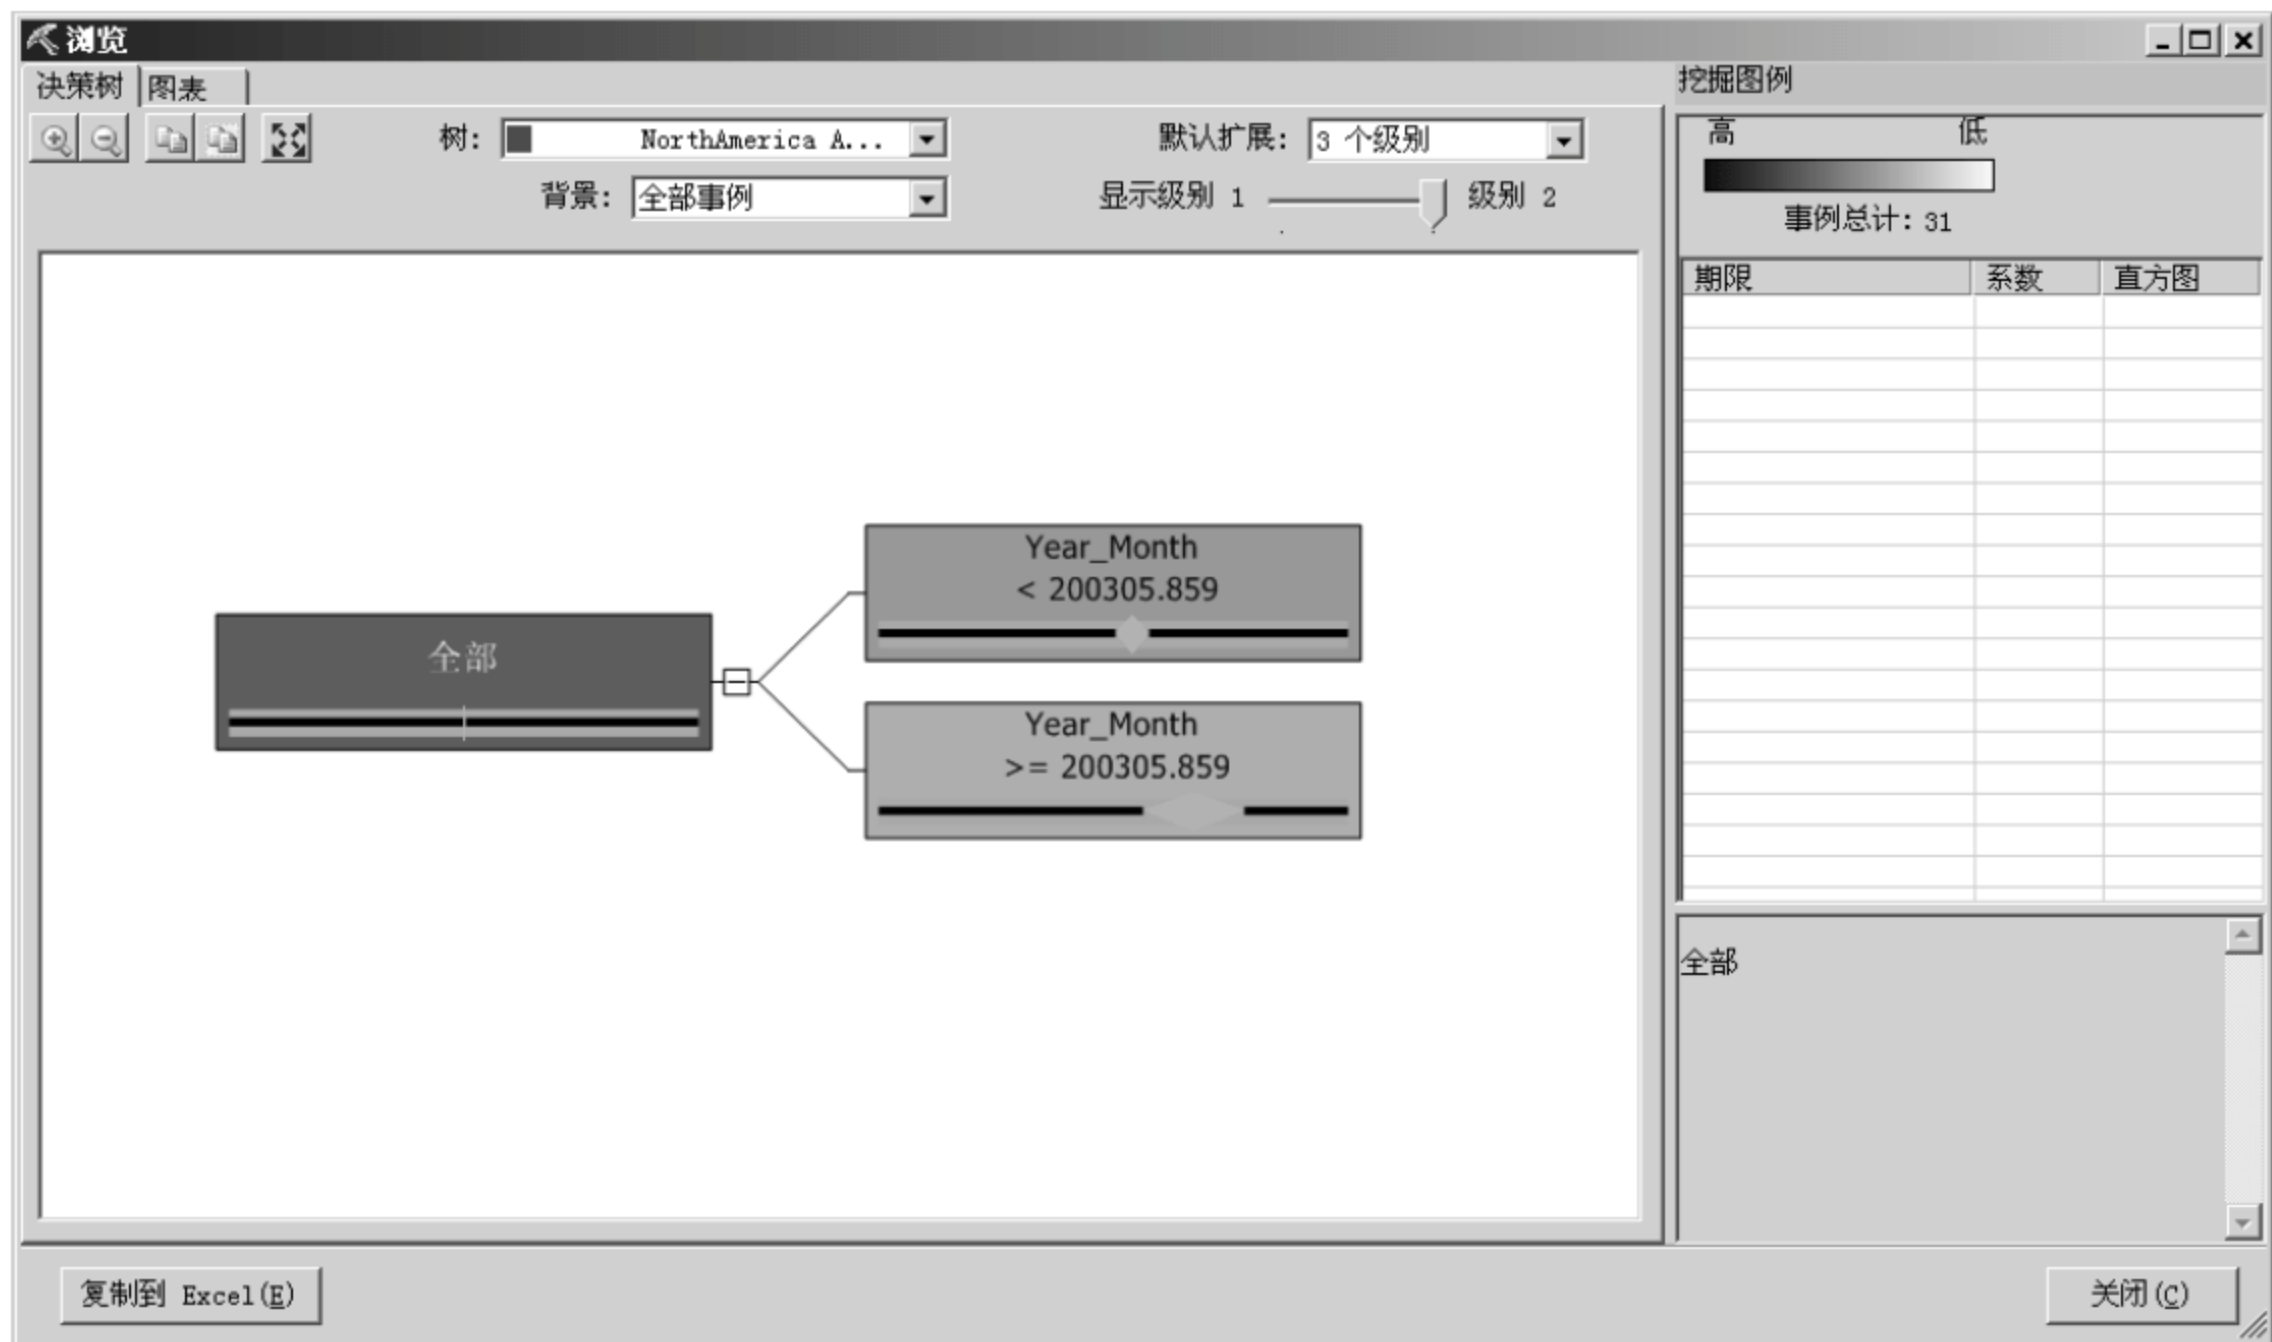 浏览
决策树 图表
树: NorthAmerica A... 默认扩展: 3 个级别
背景: 全部事例 显示级别 1 级别 2
全部
Year_Month
< 200305.859
Year_Month
>= 200305.859
挖掘图例
高 低
事例总计: 31
期限 系数 直方图
全部
复制到 Excel(E) 关闭(C)